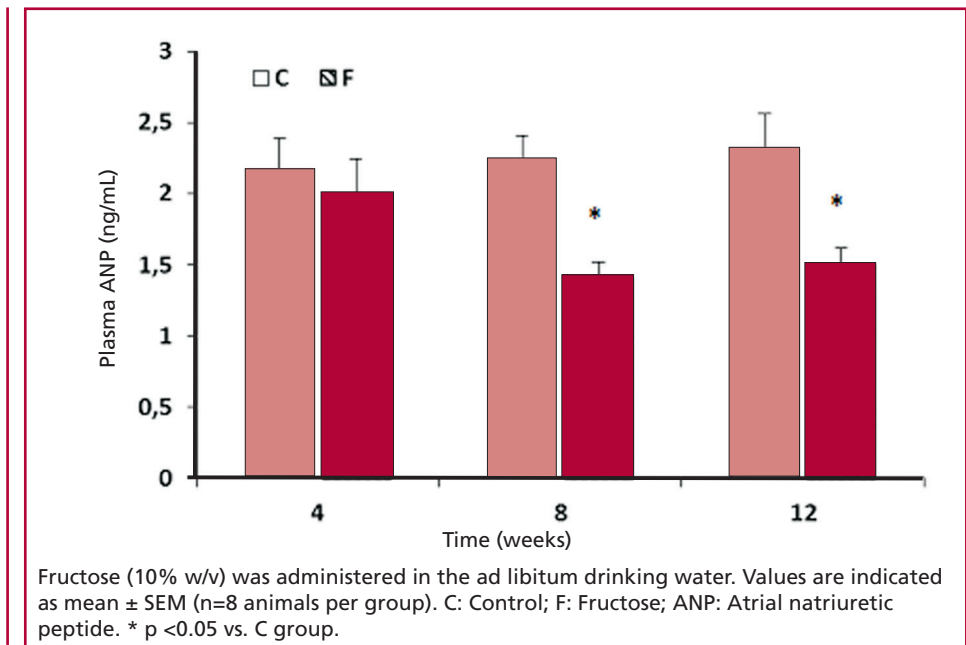 3
□ C ▧ F
2,5
2
*
*
1,5
1
0,5
0
Plasma ANP (ng/mL)
4 8 12
Time (weeks)
Fructose (10% w/v) was administered in the ad libitum drinking water. Values are indicated
as mean ± SEM (n=8 animals per group). C: Control; F: Fructose; ANP: Atrial natriuretic
peptide. * p <0.05 vs. C group.